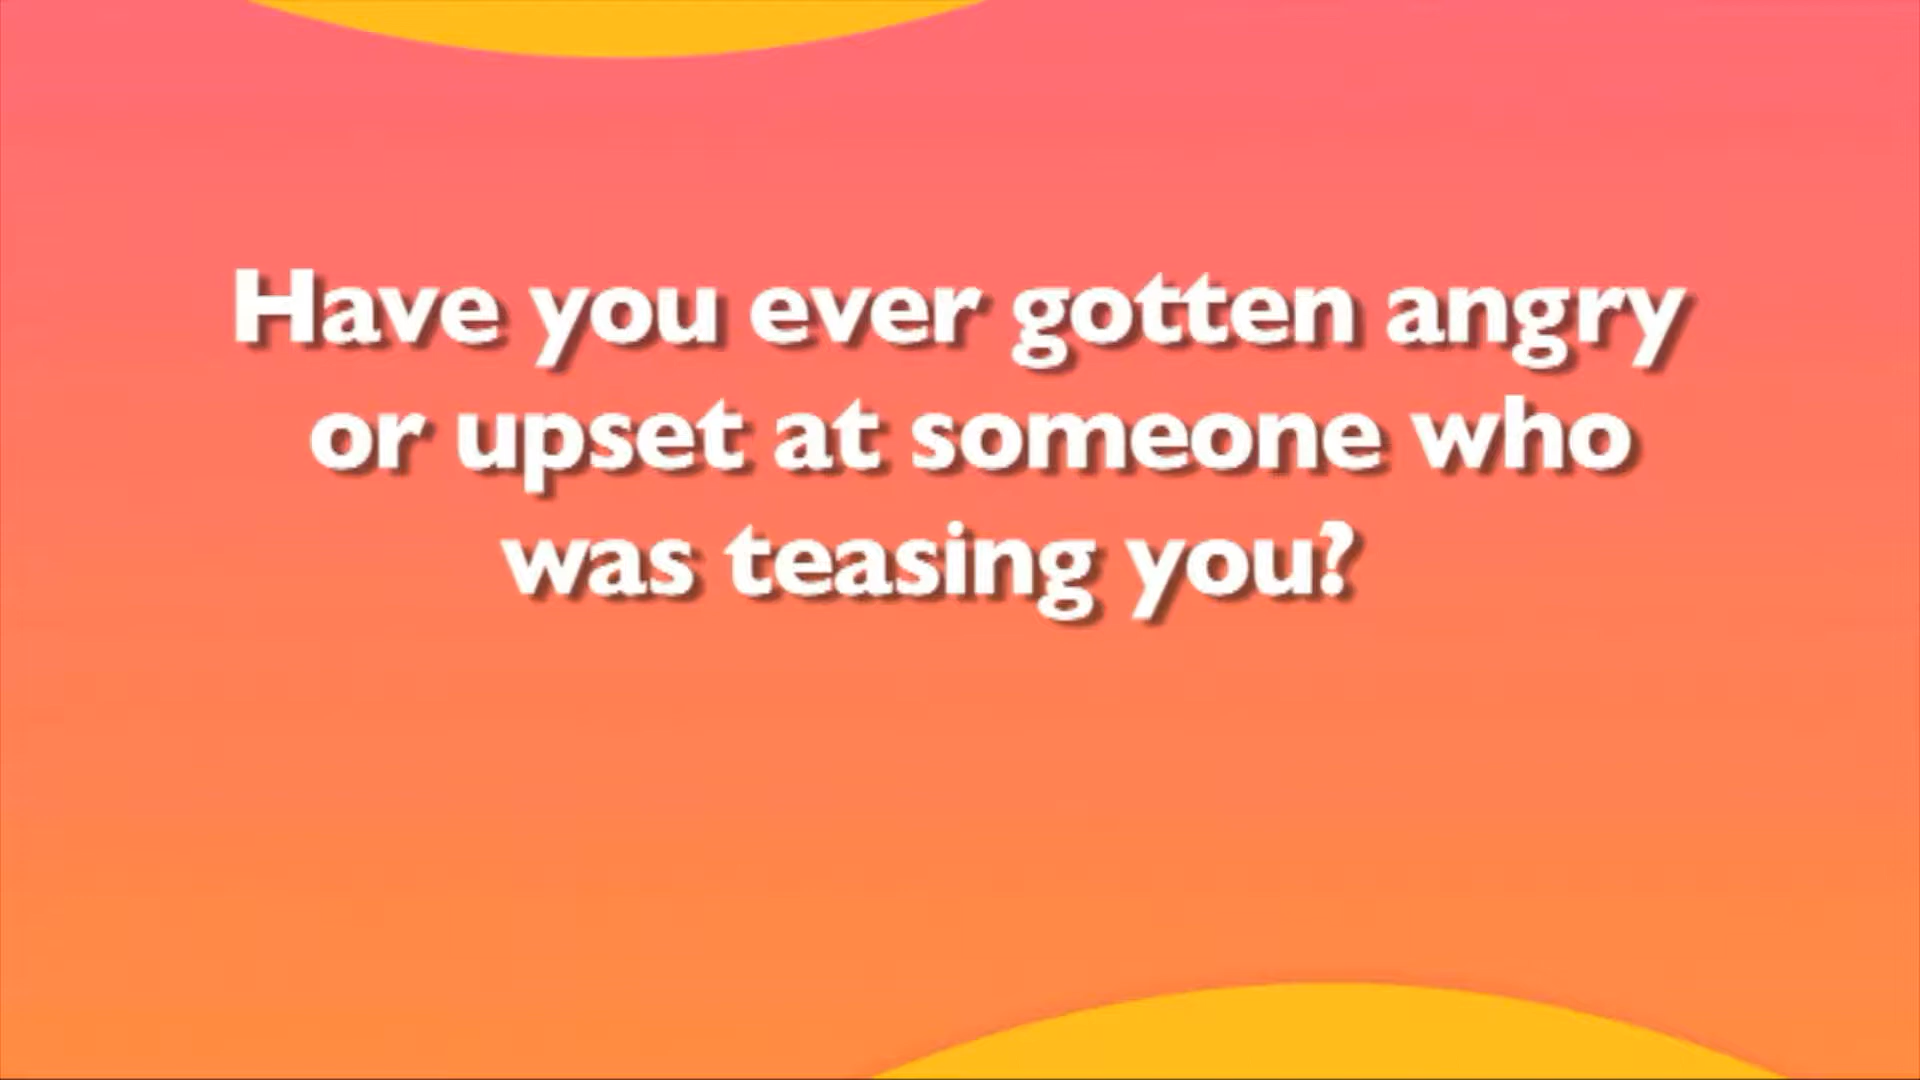 Have you ever gotten angry
or upset at someone who
was teasing you?